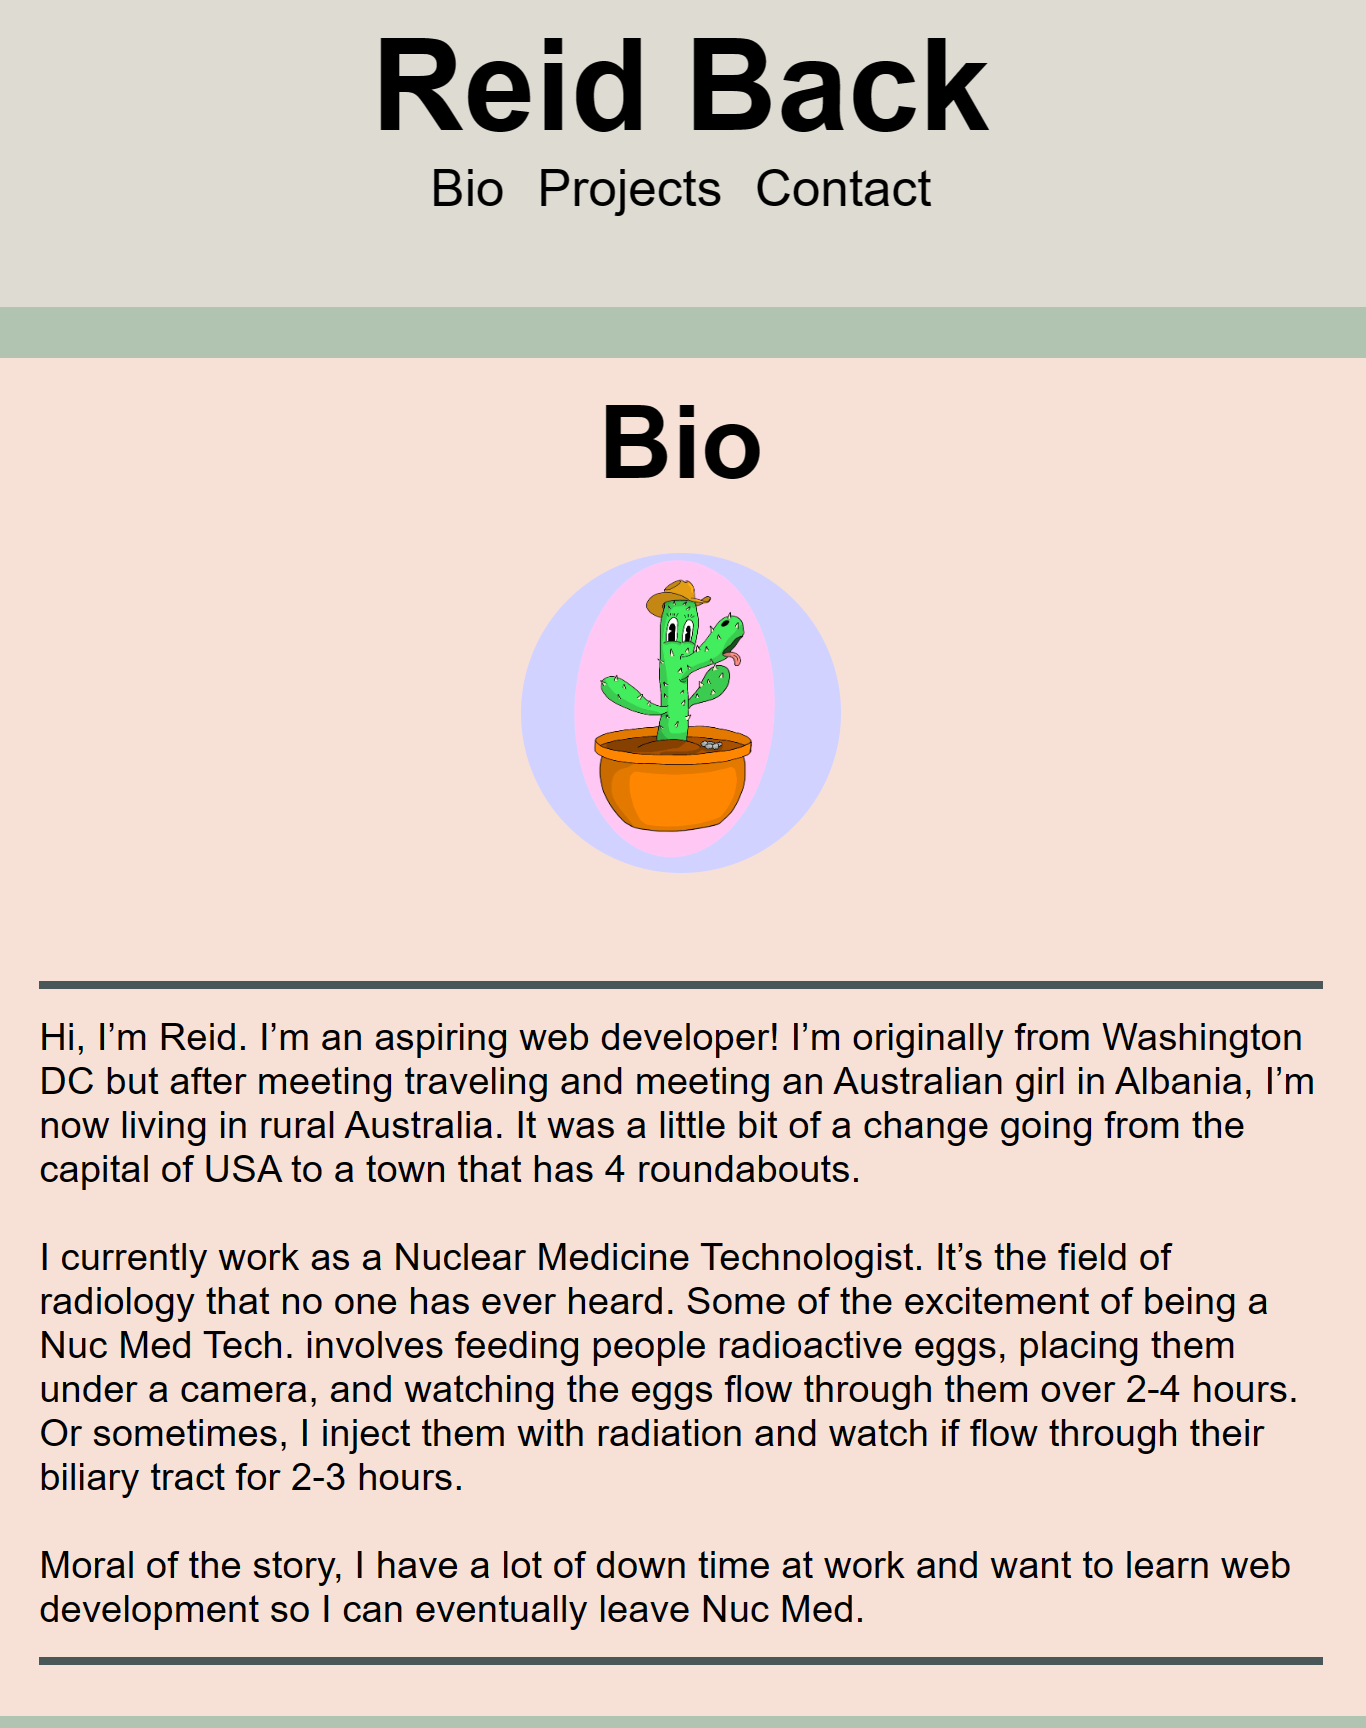 Reid Back
Bio Projects Contact
Bio
Hi, I’m Reid. I’m an aspiring web developer! I’m originally from Washington
DC but after meeting traveling and meeting an Australian girl in Albania, I’m
now living in rural Australia. It was a little bit of a change going from the
capital of USA to a town that has 4 roundabouts.
I currently work as a Nuclear Medicine Technologist. It’s the field of
radiology that no one has ever heard. Some of the excitement of being a
Nuc Med Tech. involves feeding people radioactive eggs, placing them
under a camera, and watching the eggs flow through them over 2-4 hours.
Or sometimes, I inject them with radiation and watch if flow through their
biliary tract for 2-3 hours.
Moral of the story, I have a lot of down time at work and want to learn web
development so I can eventually leave Nuc Med.